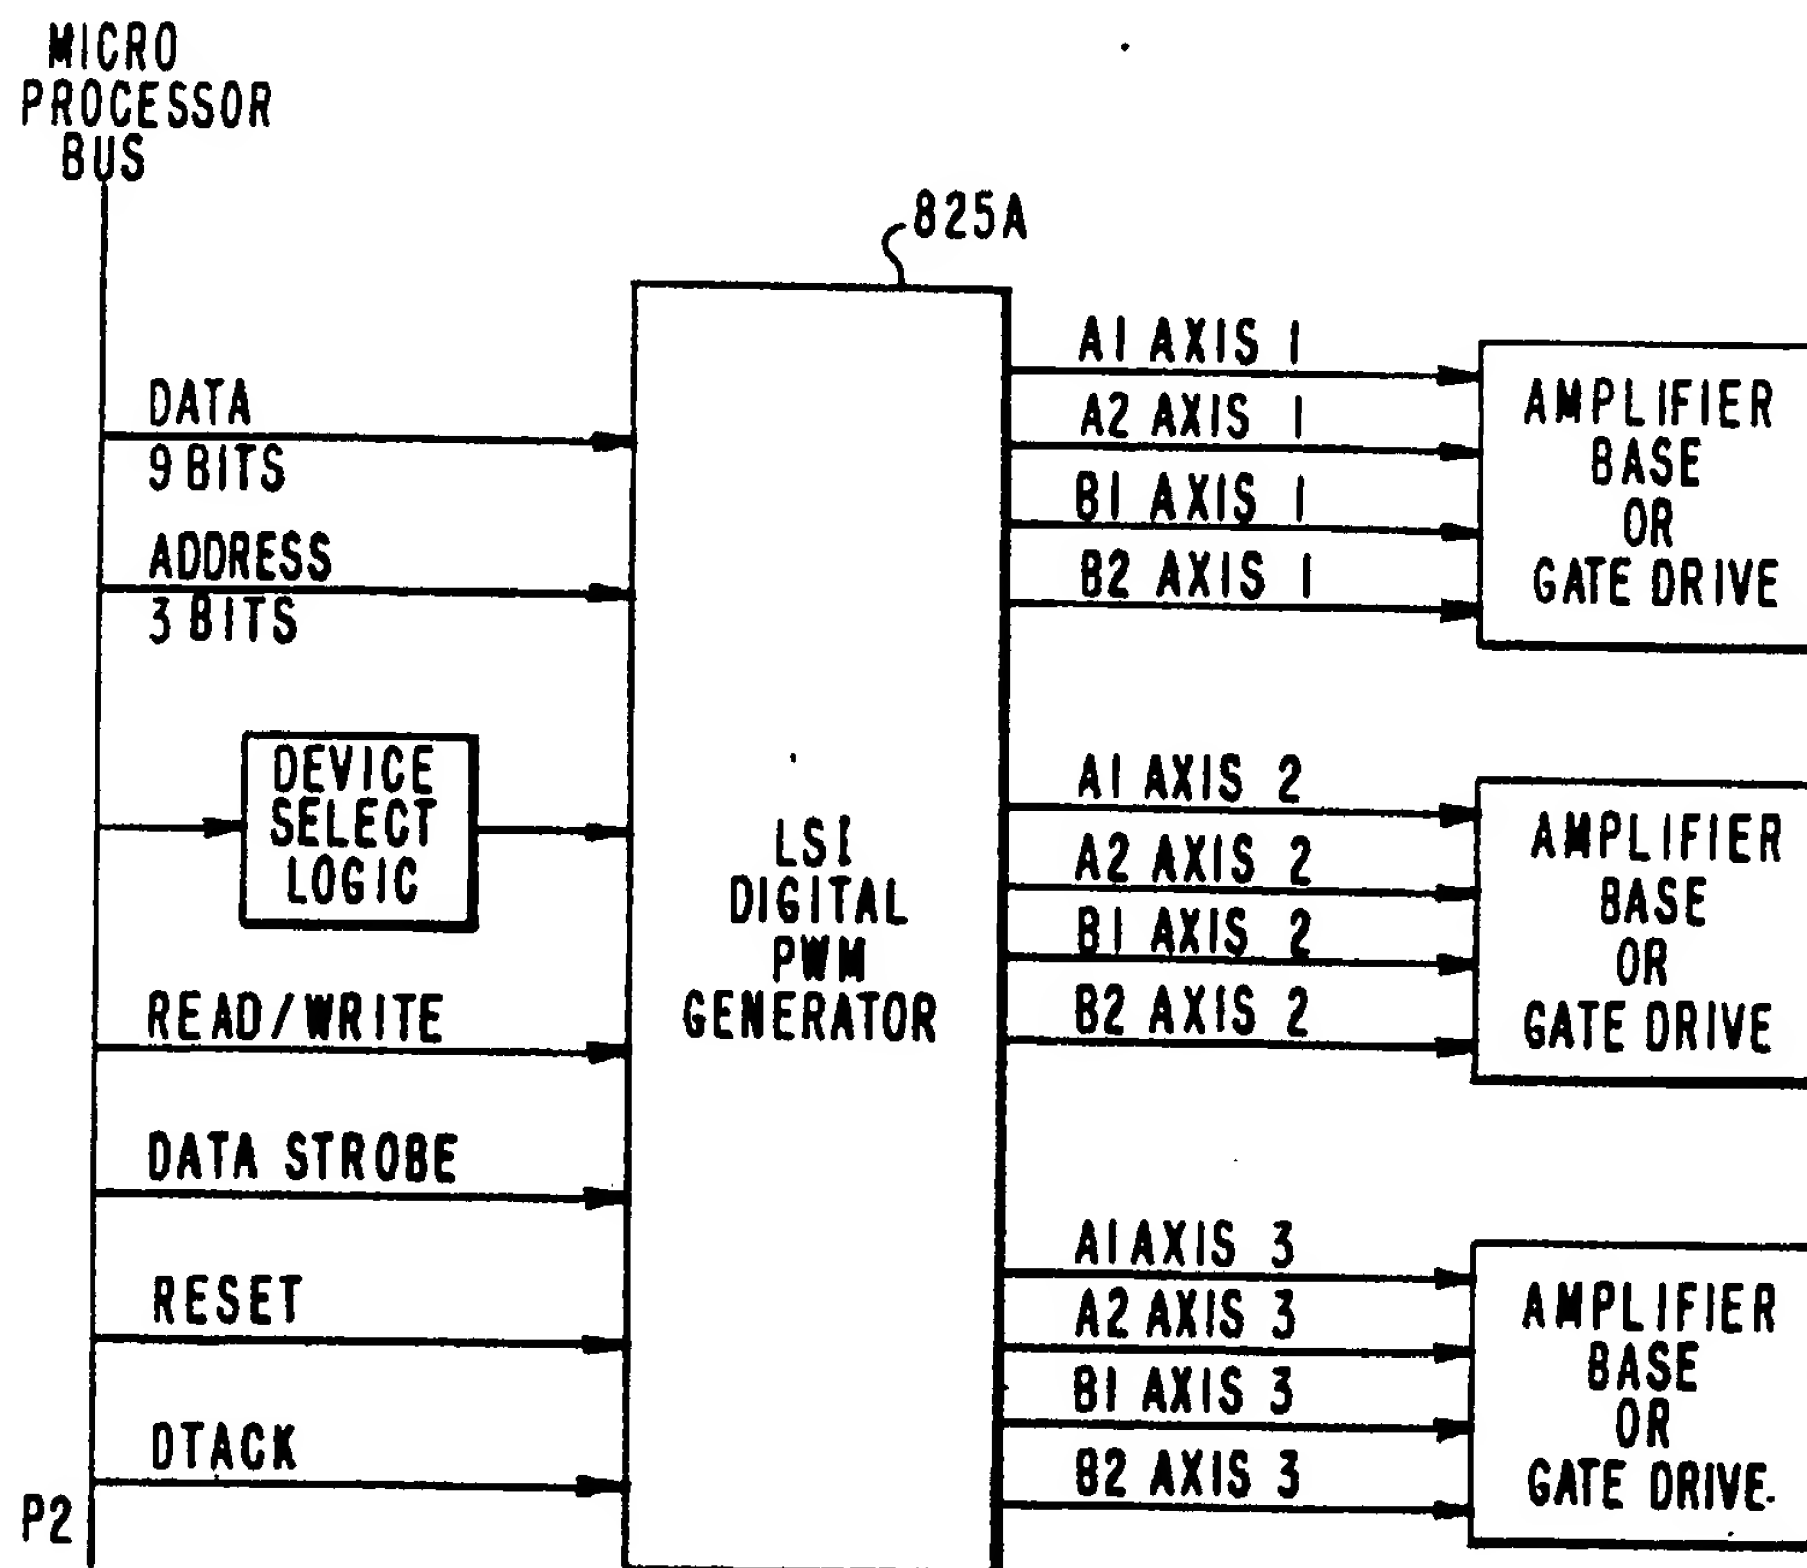 MICRO
PROCESSOR
BUS
825A
DATA
9 BITS
ADDRESS
3 BITS
DEVICE
SELECT
LOGIC
READ/WRITE
DATA STROBE
RESET
DTACK
P2
LSI
DIGITAL
PWM
GENERATOR
A1 AXIS 1
A2 AXIS 1
B1 AXIS 1
B2 AXIS 1
AMPLIFIER
BASE
OR
GATE DRIVE
A1 AXIS 2
A2 AXIS 2
B1 AXIS 2
B2 AXIS 2
AMPLIFIER
BASE
OR
GATE DRIVE
A1 AXIS 3
A2 AXIS 3
B1 AXIS 3
B2 AXIS 3
AMPLIFIER
BASE
OR
GATE DRIVE